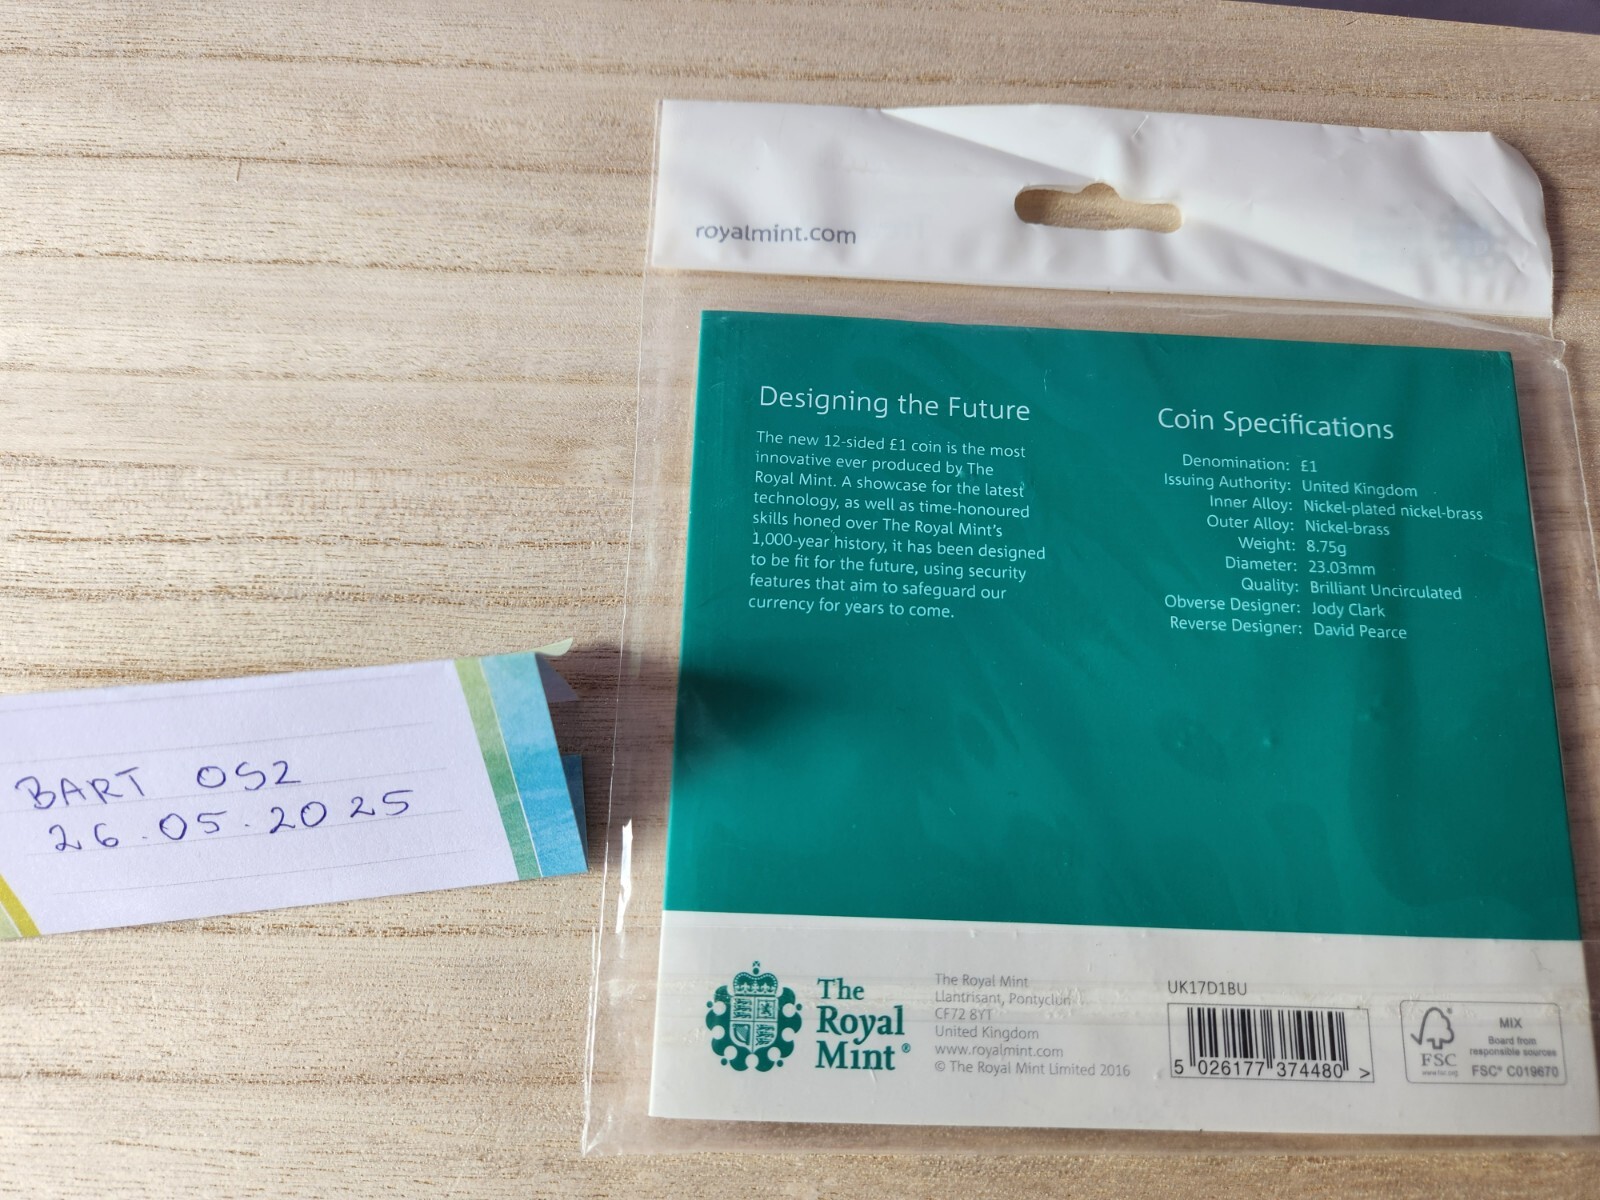 royalmint.com
Designing the Future
The new 12-sided £1 coin is the most
innovative ever produced by The
Royal Mint. A showcase for the latest
technology, as well as time-honoured
skills honed over The Royal Mint's
1,000-year history, it has been designed
to be fit for the future, using security
features that aim to safeguard our
currency for years to come.
Coin Specifications
Denomination: £1
Issuing Authority: United Kingdom
Inner Alloy: Nickel-plated nickel-brass
Outer Alloy: Nickel-brass
Weight: 8.75g
Diameter: 23.03mm
Quality: Brilliant Uncirculated
Obverse Designer: Jody Clark
Reverse Designer: David Pearce
BART OS2
26.05.2025
The
Royal
Mint®
The Royal Mint
Llantrisant, Pontyclun
CF72 8YT
United Kingdom
www.royalmint.com
© The Royal Mint Limited 2016
UK17D1BU
5 026177 374480 >
FSC
www.fsc.org
MIX
Board from
responsible sources
FSC® C019670